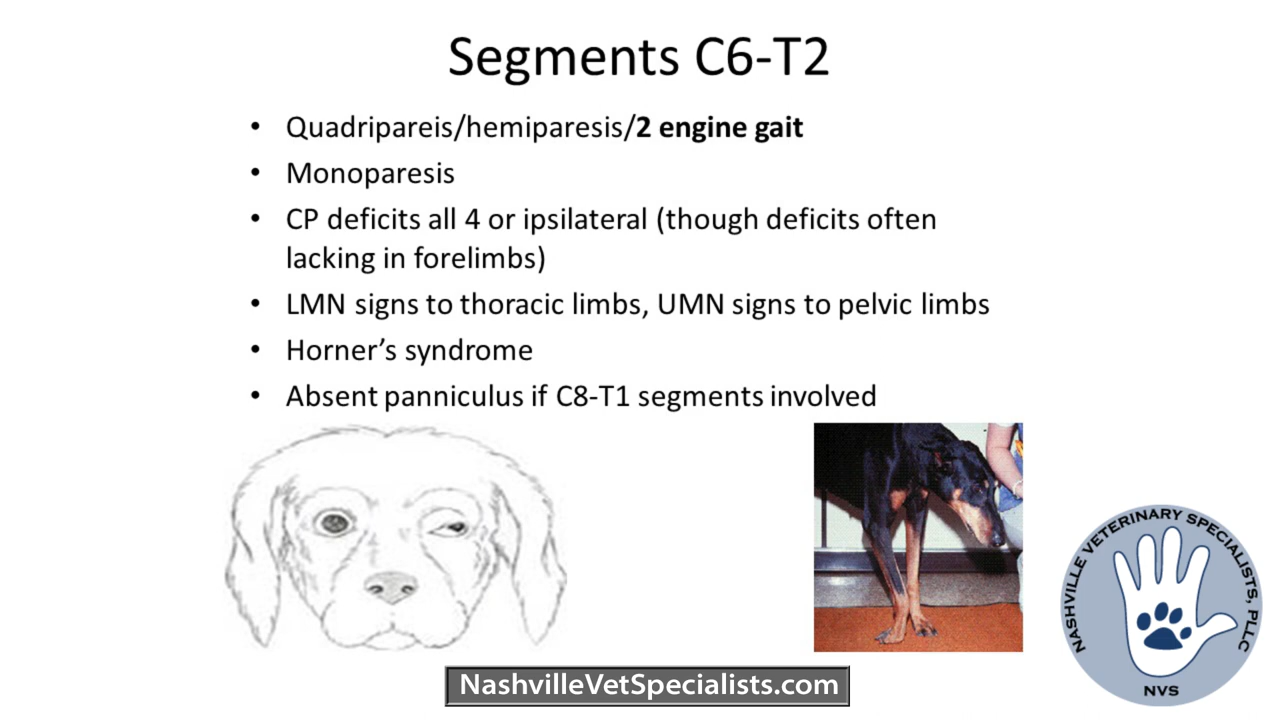 Segments C6-T2
• Quadripareis/hemiparesis/2 engine gait
• Monoparesis
• CP deficits all 4 or ipsilateral (though deficits often
lacking in forelimbs)
• LMN signs to thoracic limbs, UMN signs to pelvic limbs
• Horner’s syndrome
• Absent panniculus if C8-T1 segments involved
NASHVILLE VETERINARY SPECIALISTS, PLLC
NVS
NashvilleVetSpecialists.com